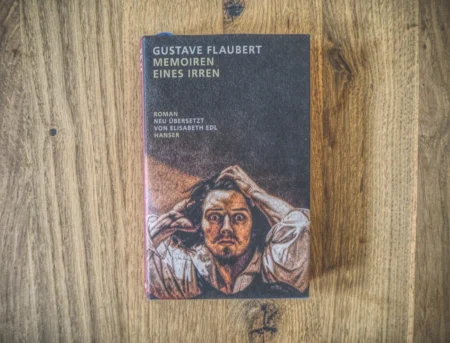 GUSTAVE FLAUBERT
MEMOIREN
EINES IRREN
ROMAN
NEU ÜBERSETZT
VON ELISABETH EDL
HANSER